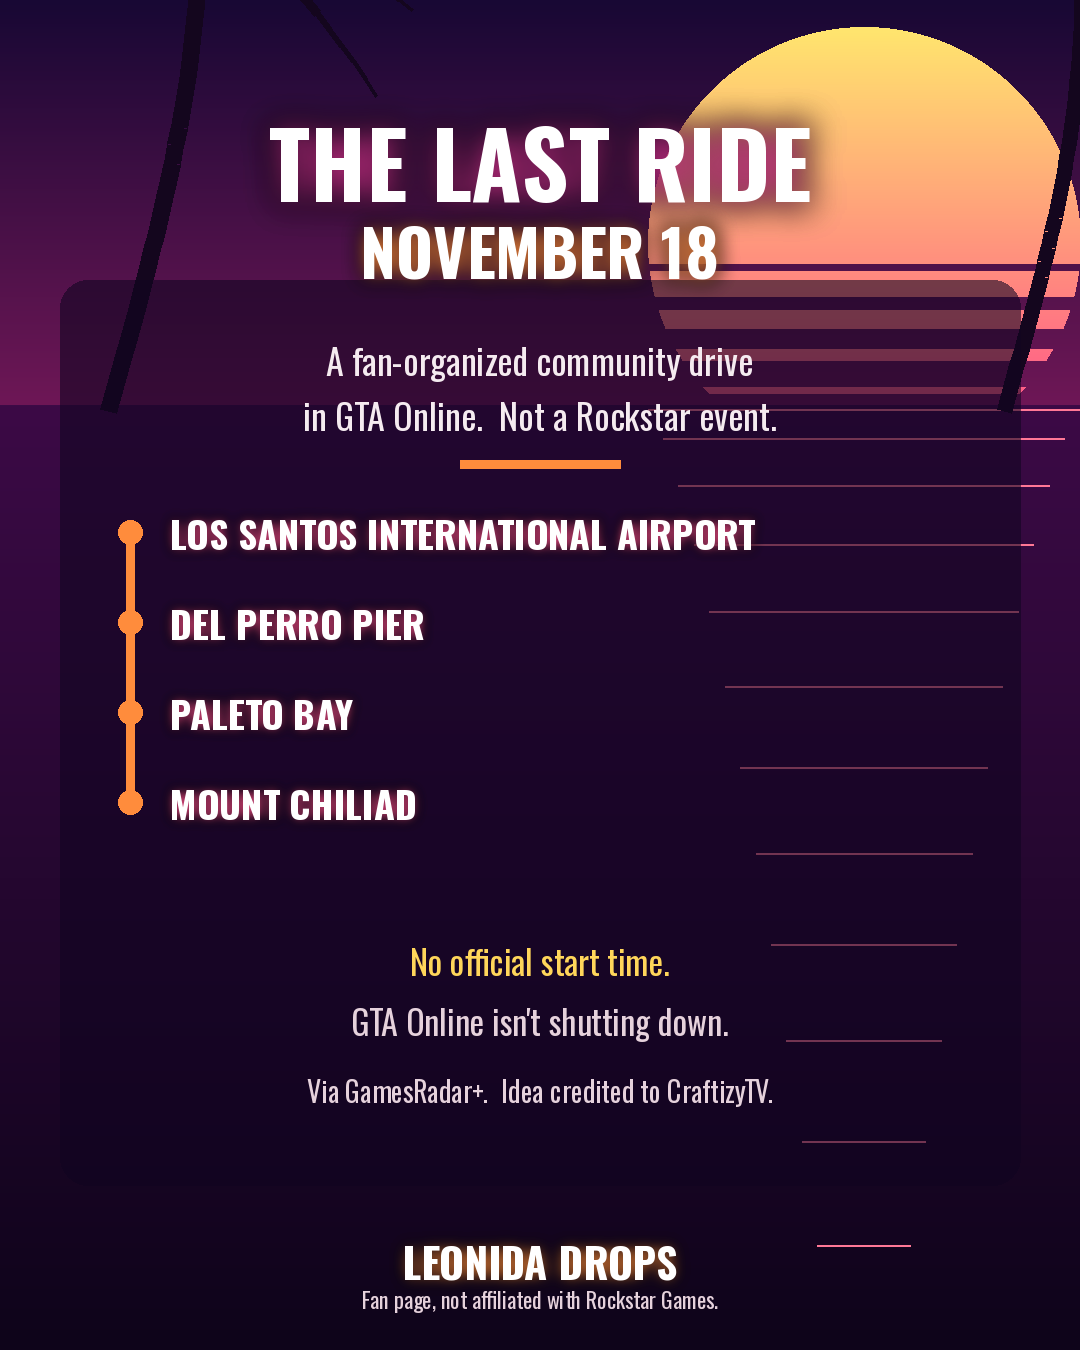 THE LAST RIDE
NOVEMBER 18
A fan-organized community drive
in GTA Online. Not a Rockstar event.
LOS SANTOS INTERNATIONAL AIRPORT
DEL PERRO PIER
PALETO BAY
MOUNT CHILIAD
No official start time.
GTA Online isn't shutting down.
Via GamesRadar+. Idea credited to CraftizyTV.
LEONIDA DROPS
Fan page, not affiliated with Rockstar Games.